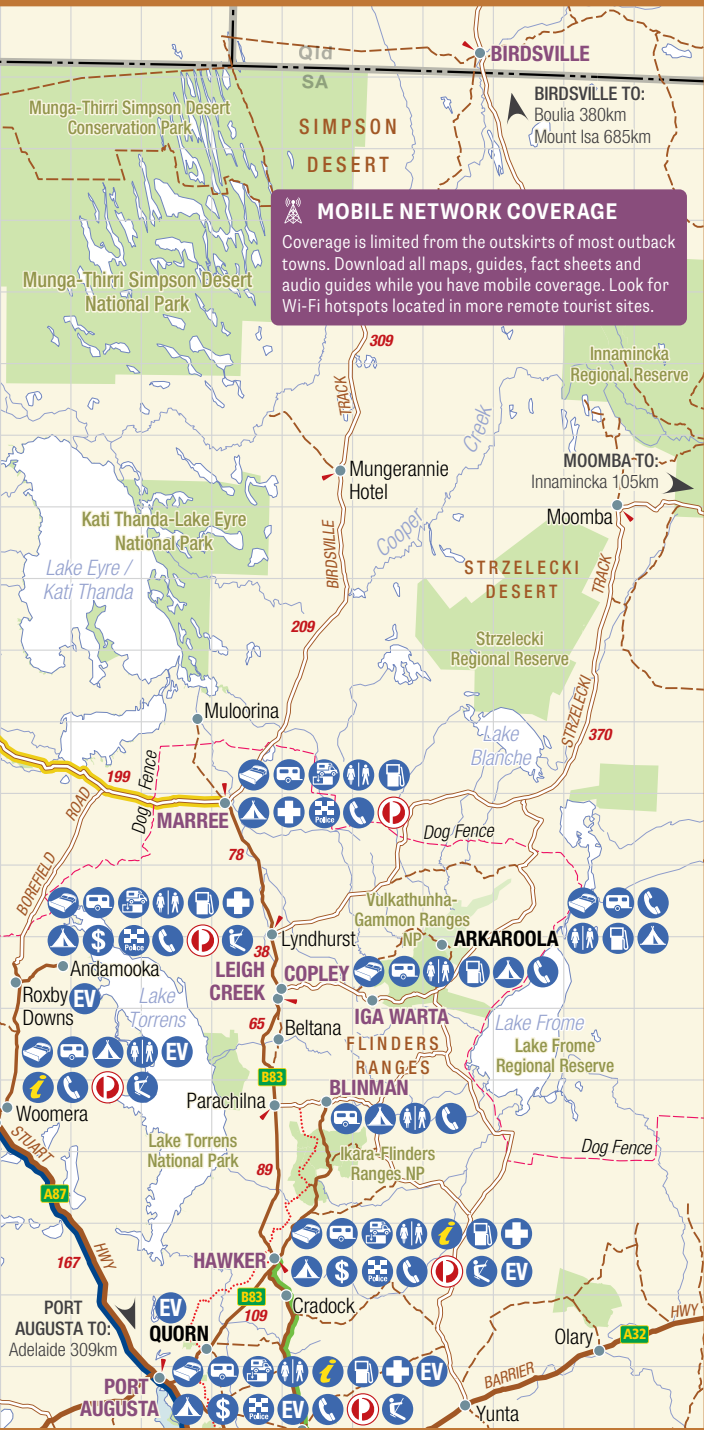 Qld
SA
BIRDSVILLE
BIRDSVILLE TO:
Boulia 380km
Mount Isa 685km
Munga-Thirri Simpson Desert
Conservation Park
SIMPSON
DESERT
MOBILE NETWORK COVERAGE
Coverage is limited from the outskirts of most outback
towns. Download all maps, guides, fact sheets and
audio guides while you have mobile coverage. Look for
Wi-Fi hotspots located in more remote tourist sites.
Munga-Thirri Simpson Desert
National Park
309
TRACK
Innamincka
Regional Reserve
Creek
Cooper
MOOMBA TO:
Innamincka 105km
Mungerannie
Hotel
Moomba
Kati Thanda-Lake Eyre
National Park
BIRDSVILLE
Lake Eyre /
Kati Thanda
STRZELECKI
DESERT
TRACK
209
Strzelecki
Regional Reserve
Muloorina
STRZELECKI
370
Lake
Blanche
199
Dog Fence
ROAD
MARREE
Police
Dog Fence
78
BOREFIELD
Vulkathunha-
Gammon Ranges
NP
$
Police
Lyndhurst
ARKAROOLA
38
Andamooka
LEIGH
CREEK
COPLEY
Roxby
Downs
EV
Lake
Torrens
IGA WARTA
65
Beltana
Lake Frome
FLINDERS
RANGES
Lake Frome
Regional Reserve
EV
i
B83
BLINMAN
Parachilna
Woomera
STUART
Lake Torrens
National Park
Ikara-Flinders
Ranges NP
Dog Fence
89
A87
HWY
167
i
HAWKER
$
Police
EV
B83
109
Cradock
PORT
AUGUSTA TO:
Adelaide 309km
EV
QUORN
Olary
A32
HWY
BARRIER
i
EV
PORT
AUGUSTA
$
Police
EV
Yunta